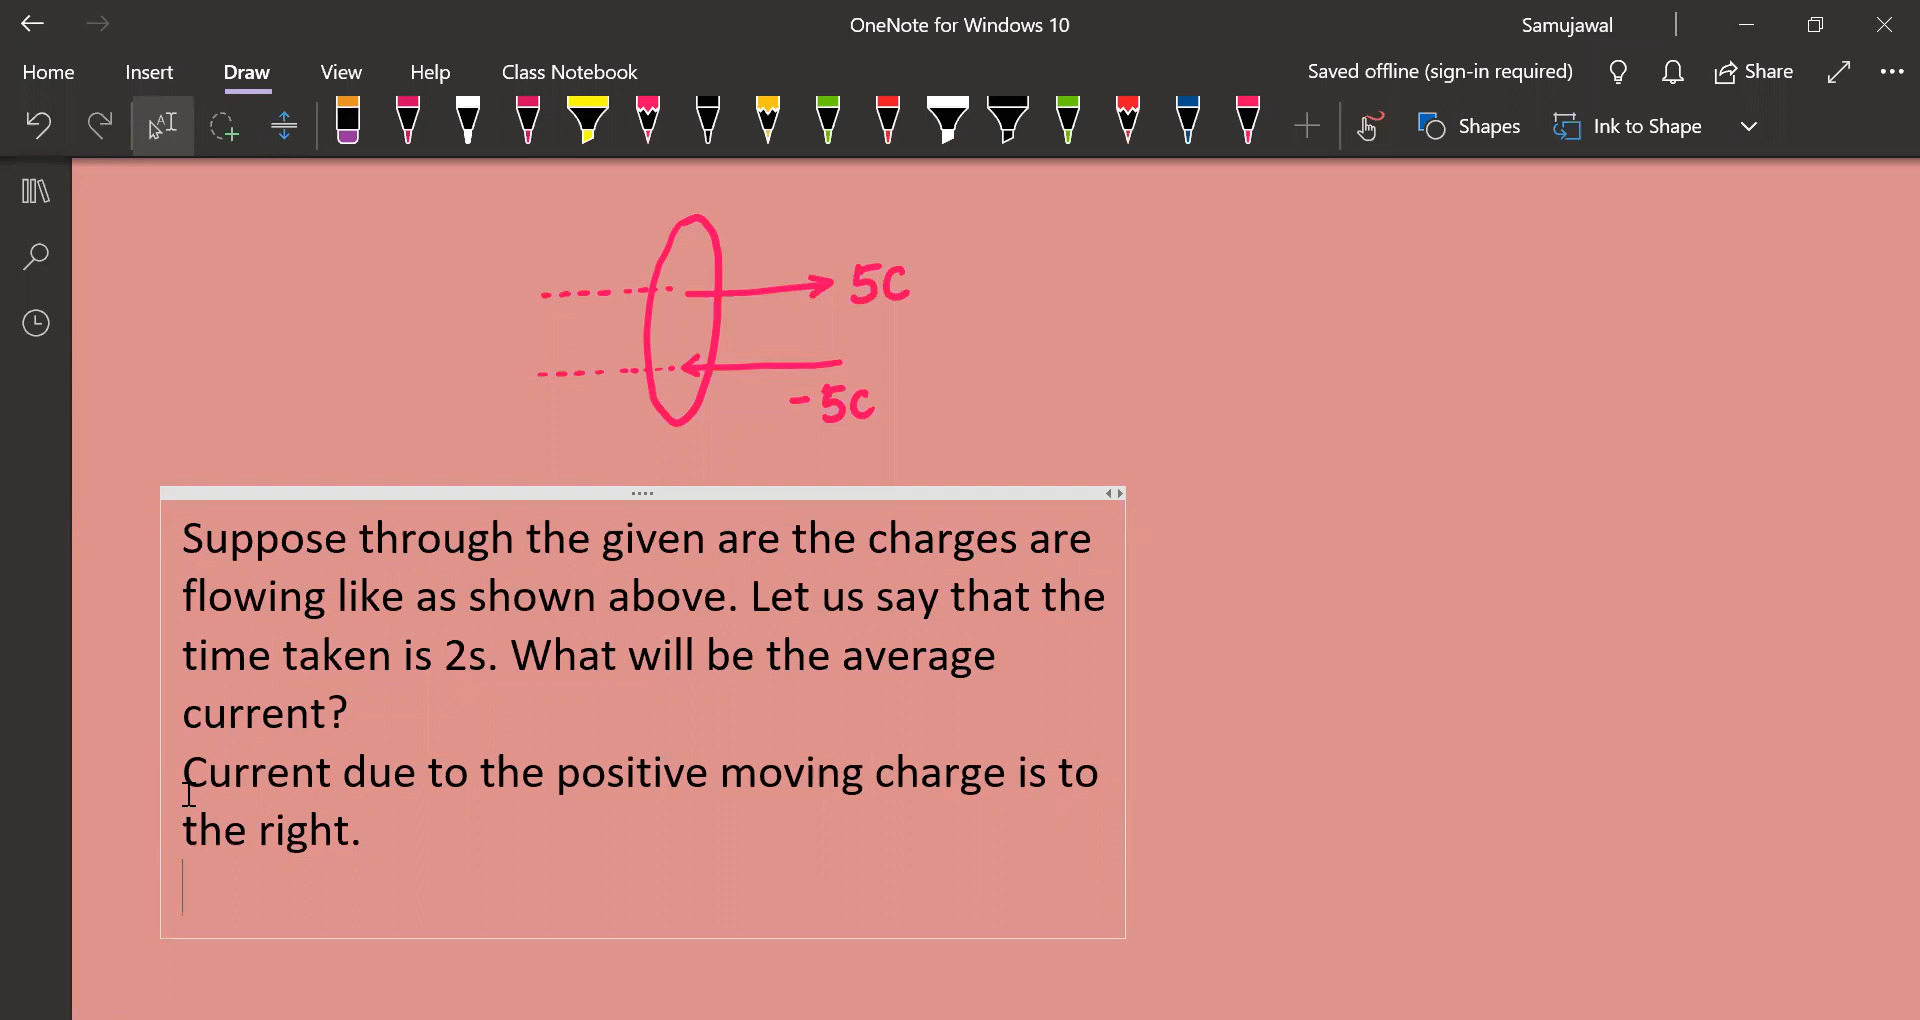 OneNote for Windows 10
Samujawal
Home Insert Draw View Help Class Notebook
Saved offline (sign-in required)
Share
Shapes
Ink to Shape
5C
-5C
Suppose through the given are the charges are
flowing like as shown above. Let us say that the
time taken is 2s. What will be the average
current?
Current due to the positive moving charge is to
the right.